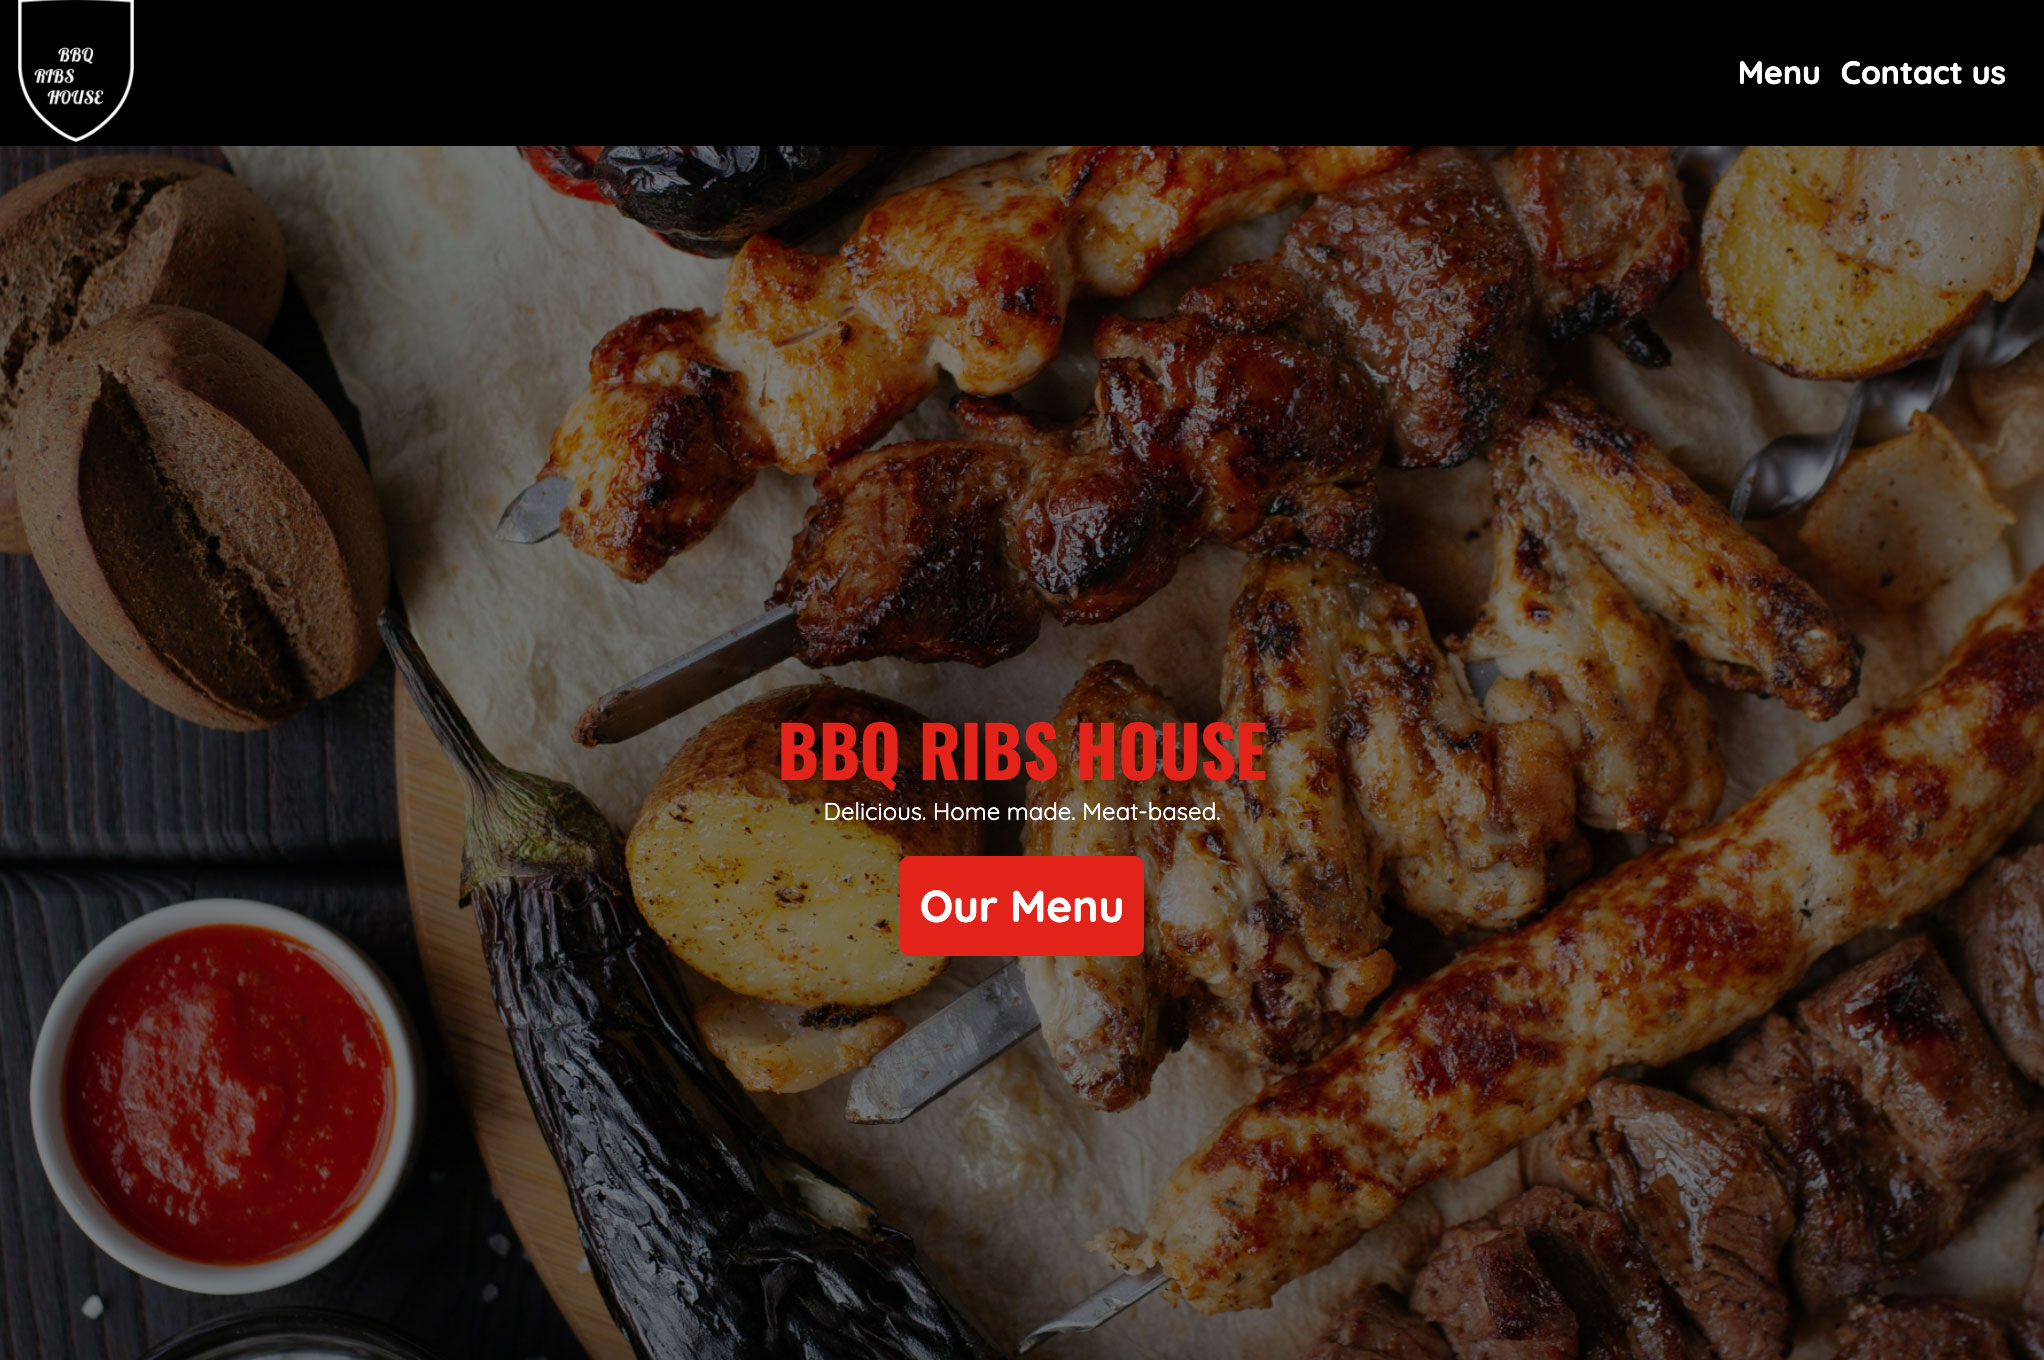 BBQ
RIBS
HOUSE
Menu Contact us
BBQ RIBS HOUSE
Delicious. Home made. Meat-based.
Our Menu